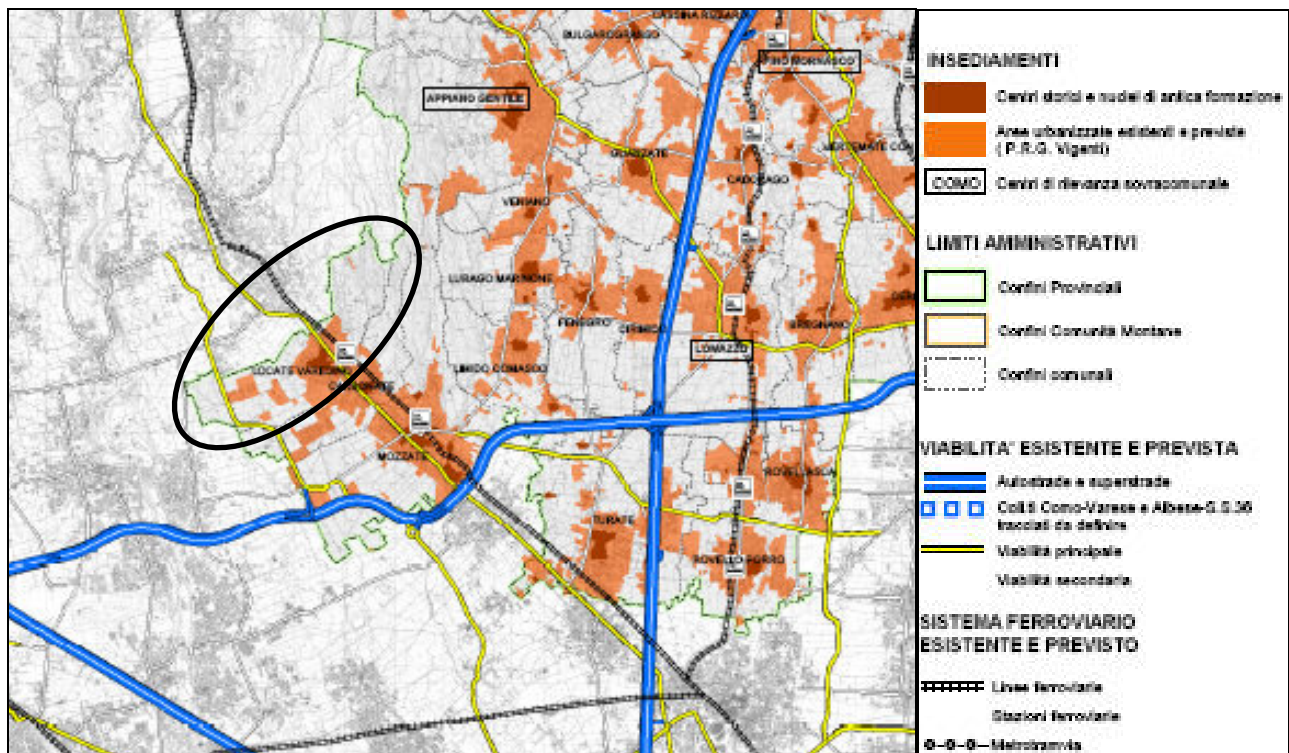 CASSINA RIZZARDI
BULGAROGRASSO
FINO MORNASCO
APPIANO GENTILE
GUANZATE
VERTEMATE CON
CADORAGO
VENIANO
LURAGO MARINONE
FENEGRO
CIRIMIDO
BREGNANO
LOMAZZO
LOCATE VARESINO
CARBONATE
LIMIDO COMASCO
MOZZATE
ROVELLASCA
TURATE
ROVELLO PORRO
INSEDIAMENTI
Centri storici e nuclei di antica formazione
Aree urbanizzate esistenti e previste
( P.R.G. Vigenti)
COMO Centri di rilevanza sovracomunale
LIMITI AMMINISTRATIVI
Confini Provinciali
Confini Comunità Montane
Confini comunali
VIABILITA' ESISTENTE E PREVISTA
Autostrade e superstrade
Coll.ti Como-Varese e Albese-S.S.36
tracciati da definire
Viabilità principale
Viabilità secondaria
SISTEMA FERROVIARIO
ESISTENTE E PREVISTO
Linee ferroviarie
Stazioni ferroviarie
Metrotramvia